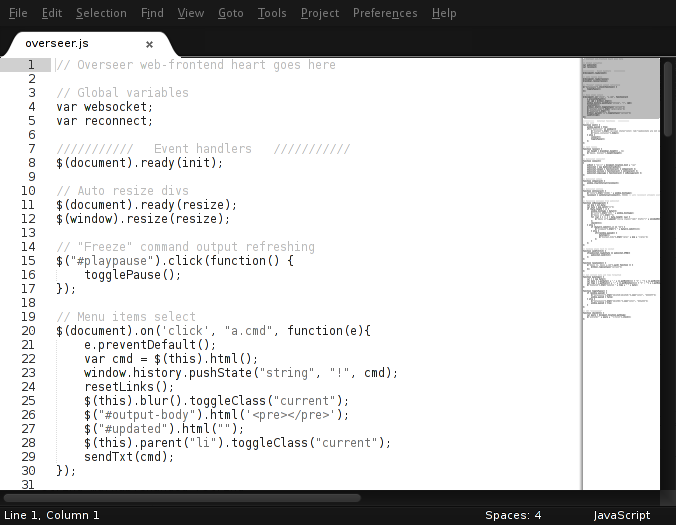 File Edit Selection Find View Goto Tools Project Preferences Help
overseer.js ×
1 // Overseer web-frontend heart goes here
2
3 // Global variables
4 var websocket;
5 var reconnect;
6
7 ///////////   Event handlers   ///////////
8 $(document).ready(init);
9
10 // Auto resize divs
11 $(document).ready(resize);
12 $(window).resize(resize);
13
14 // "Freeze" command output refreshing
15 $("#playpause").click(function() {
16     togglePause();
17 });
18
19 // Menu items select
20 $(document).on('click', "a.cmd", function(e){
21     e.preventDefault();
22     var cmd = $(this).html();
23     window.history.pushState("string", "!", cmd);
24     resetLinks();
25     $(this).blur().toggleClass("current");
26     $("#output-body").html('<pre></pre>');
27     $("#updated").html("");
28     $(this).parent("li").toggleClass("current");
29     sendTxt(cmd);
30 });
31
Line 1, Column 1 Spaces: 4 JavaScript